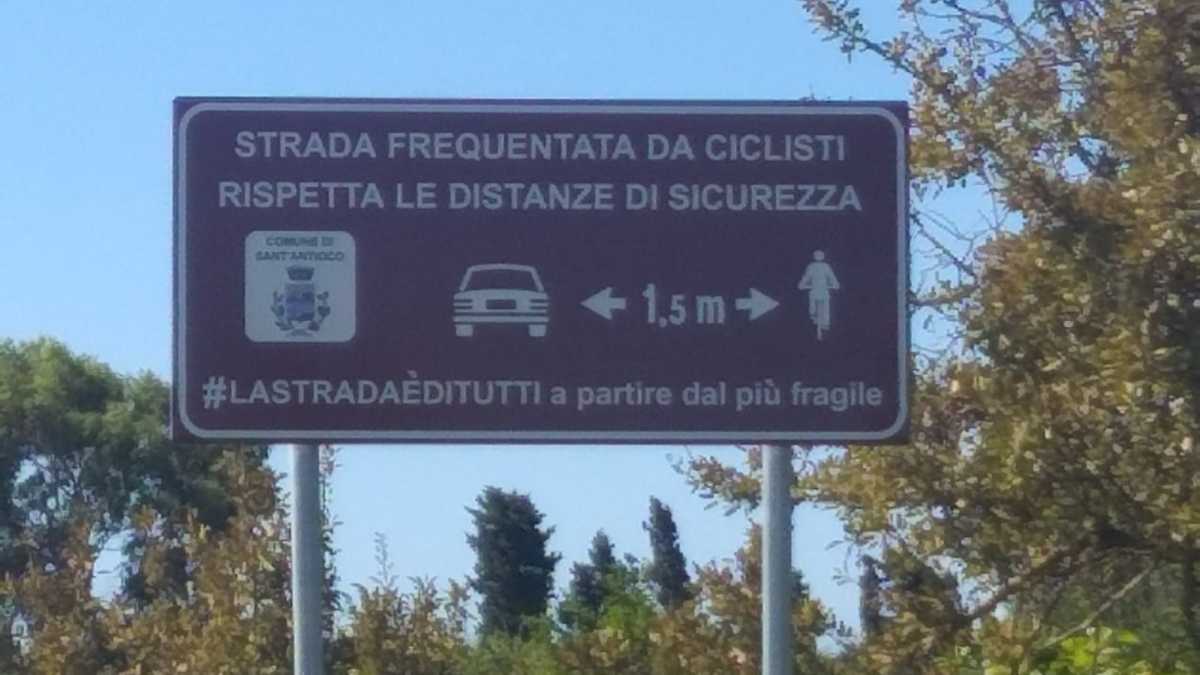 STRADA FREQUENTATA DA CICLISTI
RISPETTA LE DISTANZE DI SICUREZZA
COMUNE DI
SANT'ANTIOCO
1,5 m
#LASTRADAÈDITUTTI a partire dal più fragile